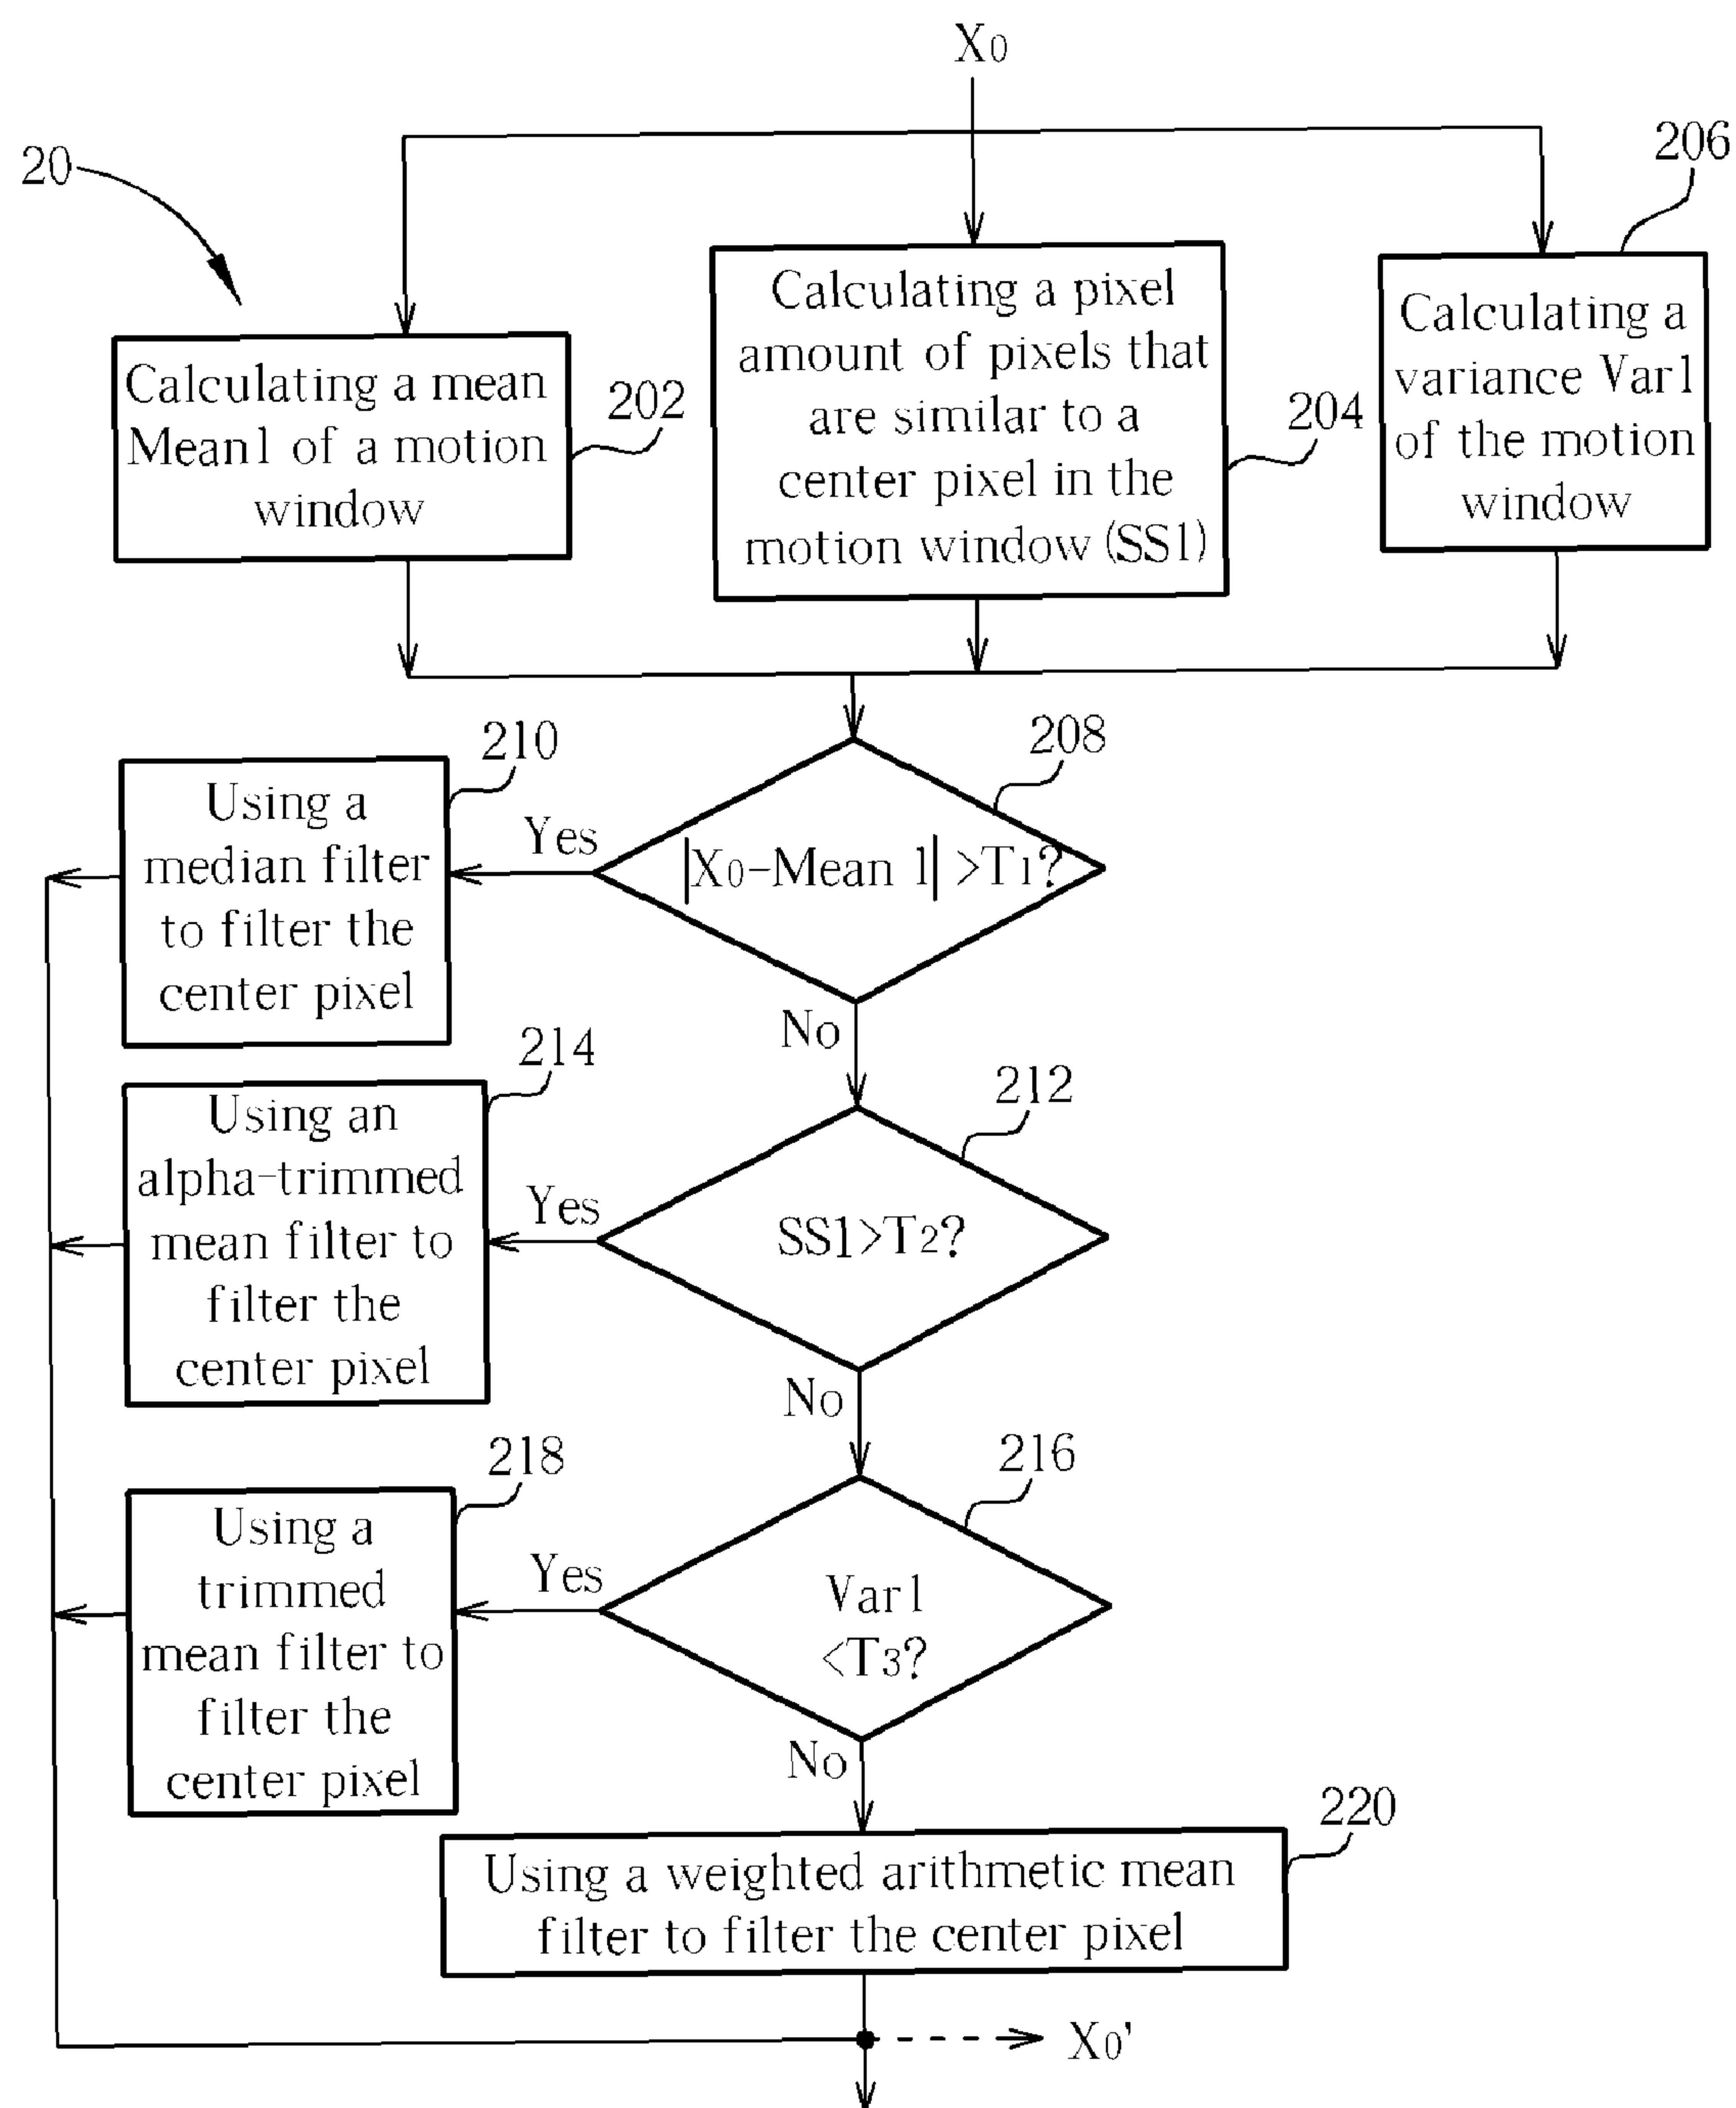 X0
20
206
Calculating a mean
Mean1 of a motion
window
202
Calculating a pixel
amount of pixels that
are similar to a
center pixel in the
motion window (SS1)
204
Calculating a
variance Var1
of the motion
window
210
208
Using a
median filter
to filter the
center pixel
Yes
|X0-Mean 1| >T1?
No
214
212
Using an
alpha-trimmed
mean filter to
filter the
center pixel
Yes
SS1>T2?
No
218
216
Using a
trimmed
mean filter to
filter the
center pixel
Yes
Var1
<T3?
No
220
Using a weighted arithmetic mean
filter to filter the center pixel
X0'